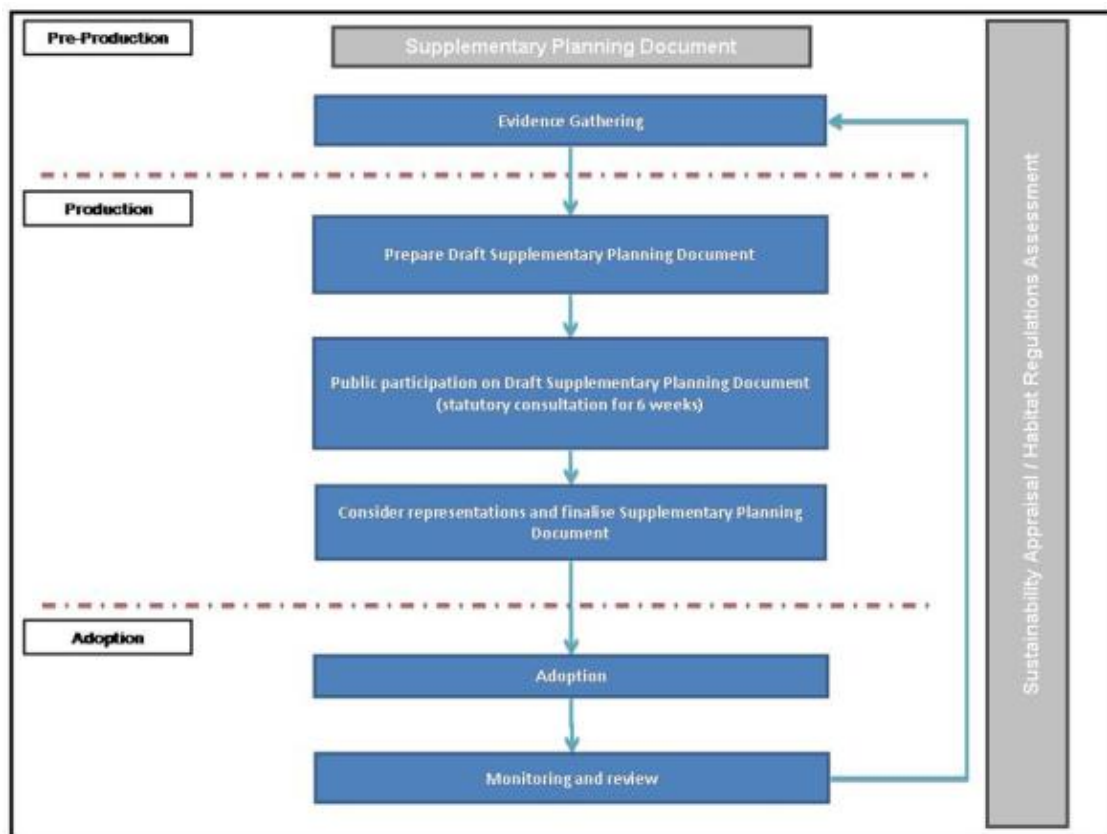 Pre-Production
Supplementary Planning Document
Evidence Gathering
Production
Prepare Draft Supplementary Planning Document
Public participation on Draft Supplementary Planning Document
(statutory consultation for 6 weeks)
Consider representations and finalise Supplementary Planning
Document
Adoption
Adoption
Monitoring and review
Sustainability Appraisal / Habitat Regulations Assessment